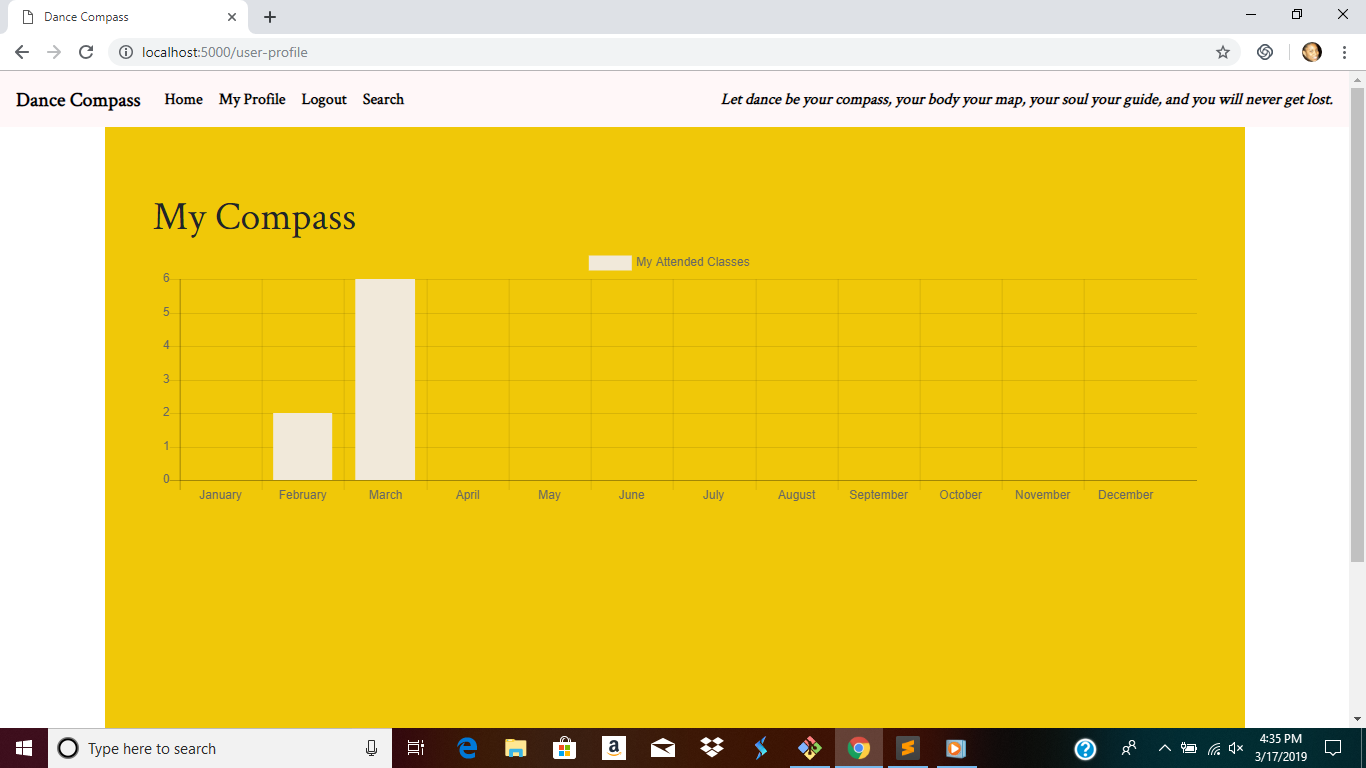 Dance Compass
localhost:5000/user-profile
Dance Compass Home My Profile Logout Search Let dance be your compass, your body your map, your soul your guide, and you will never get lost.
My Compass
My Attended Classes
6
5
4
3
2
1
0
January February March April May June July August September October November December
Type here to search
4:35 PM
3/17/2019